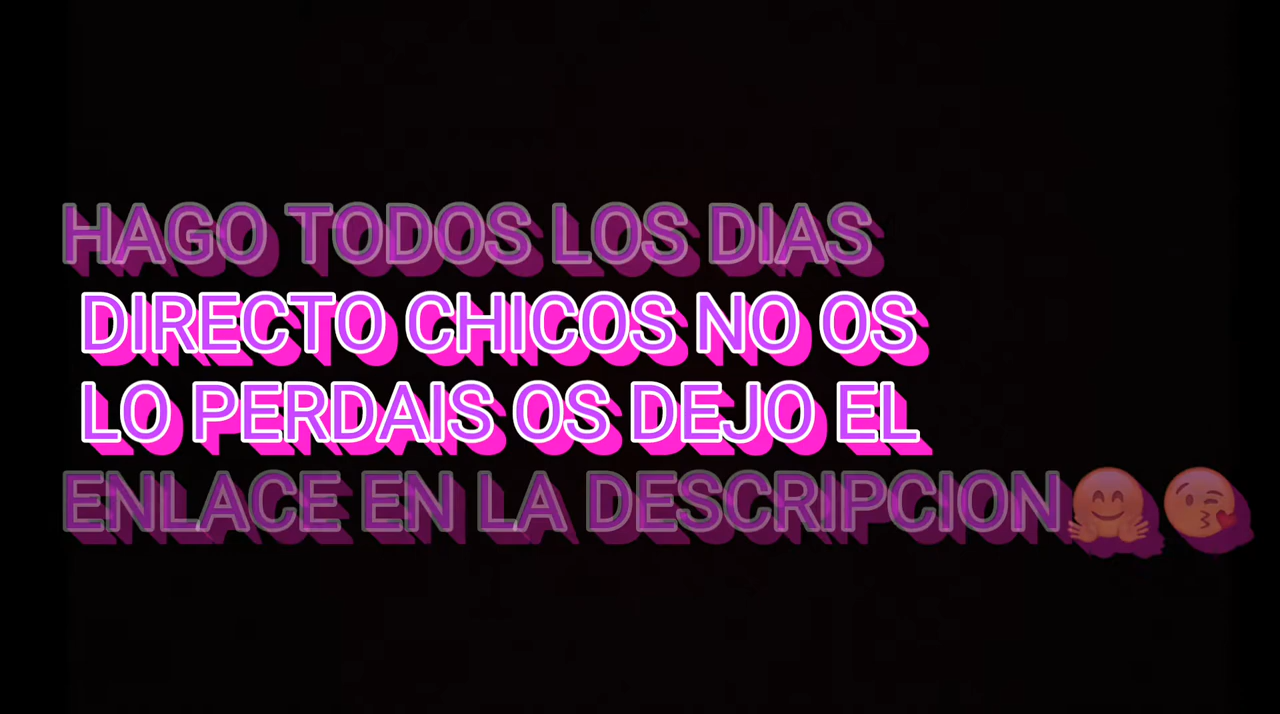 HAGO TODOS LOS DIAS
DIRECTO CHICOS NO OS
LO PERDAIS OS DEJO EL
ENLACE EN LA DESCRIPCION🤗😘